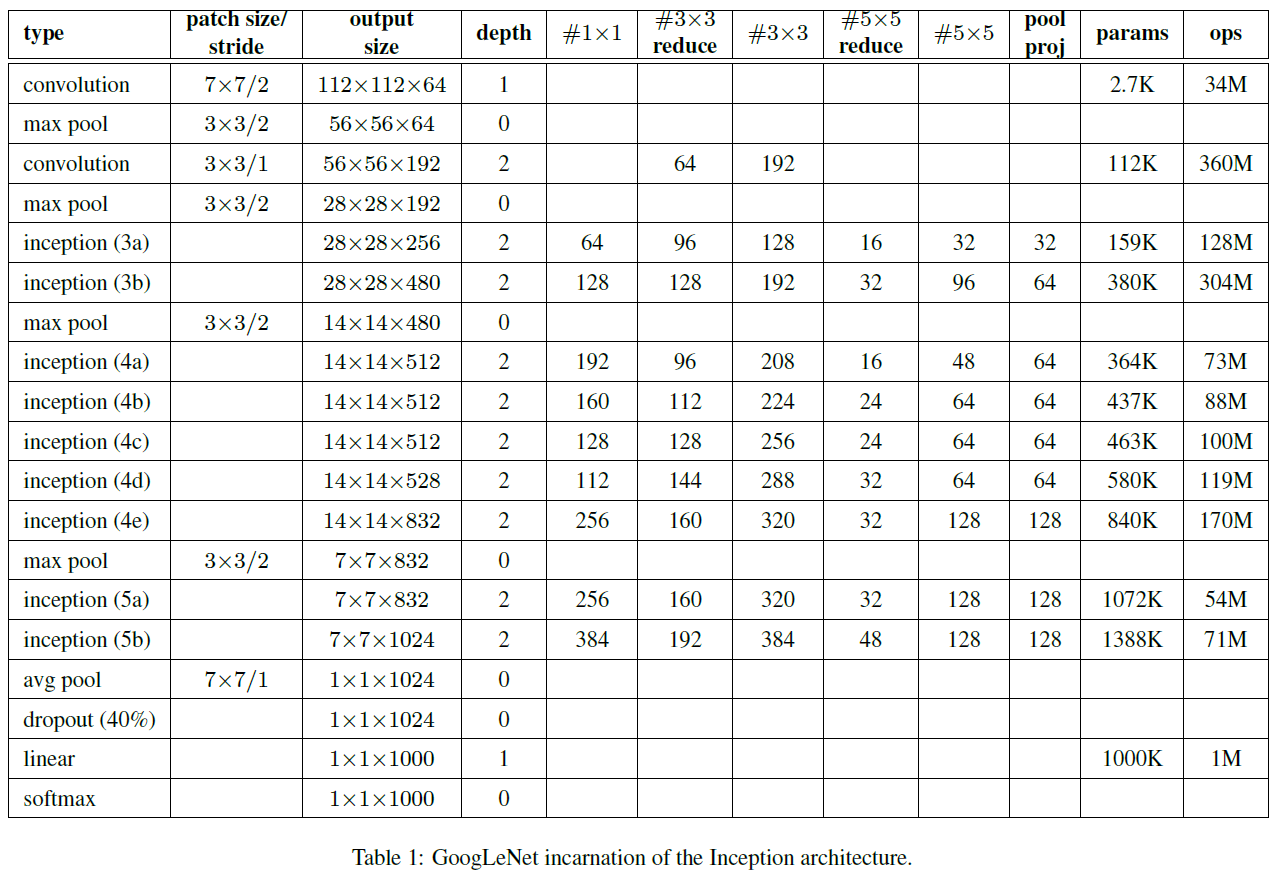 type patch size/ stride output size depth #1×1 #3×3 reduce #3×3 #5×5 reduce #5×5 pool proj params ops
convolution 7×7/2 112×112×64 1 2.7K 34M
max pool 3×3/2 56×56×64 0
convolution 3×3/1 56×56×192 2 64 192 112K 360M
max pool 3×3/2 28×28×192 0
inception (3a) 28×28×256 2 64 96 128 16 32 32 159K 128M
inception (3b) 28×28×480 2 128 128 192 32 96 64 380K 304M
max pool 3×3/2 14×14×480 0
inception (4a) 14×14×512 2 192 96 208 16 48 64 364K 73M
inception (4b) 14×14×512 2 160 112 224 24 64 64 437K 88M
inception (4c) 14×14×512 2 128 128 256 24 64 64 463K 100M
inception (4d) 14×14×528 2 112 144 288 32 64 64 580K 119M
inception (4e) 14×14×832 2 256 160 320 32 128 128 840K 170M
max pool 3×3/2 7×7×832 0
inception (5a) 7×7×832 2 256 160 320 32 128 128 1072K 54M
inception (5b) 7×7×1024 2 384 192 384 48 128 128 1388K 71M
avg pool 7×7/1 1×1×1024 0
dropout (40%) 1×1×1024 0
linear 1×1×1000 1 1000K 1M
softmax 1×1×1000 0
Table 1: GoogLeNet incarnation of the Inception architecture.